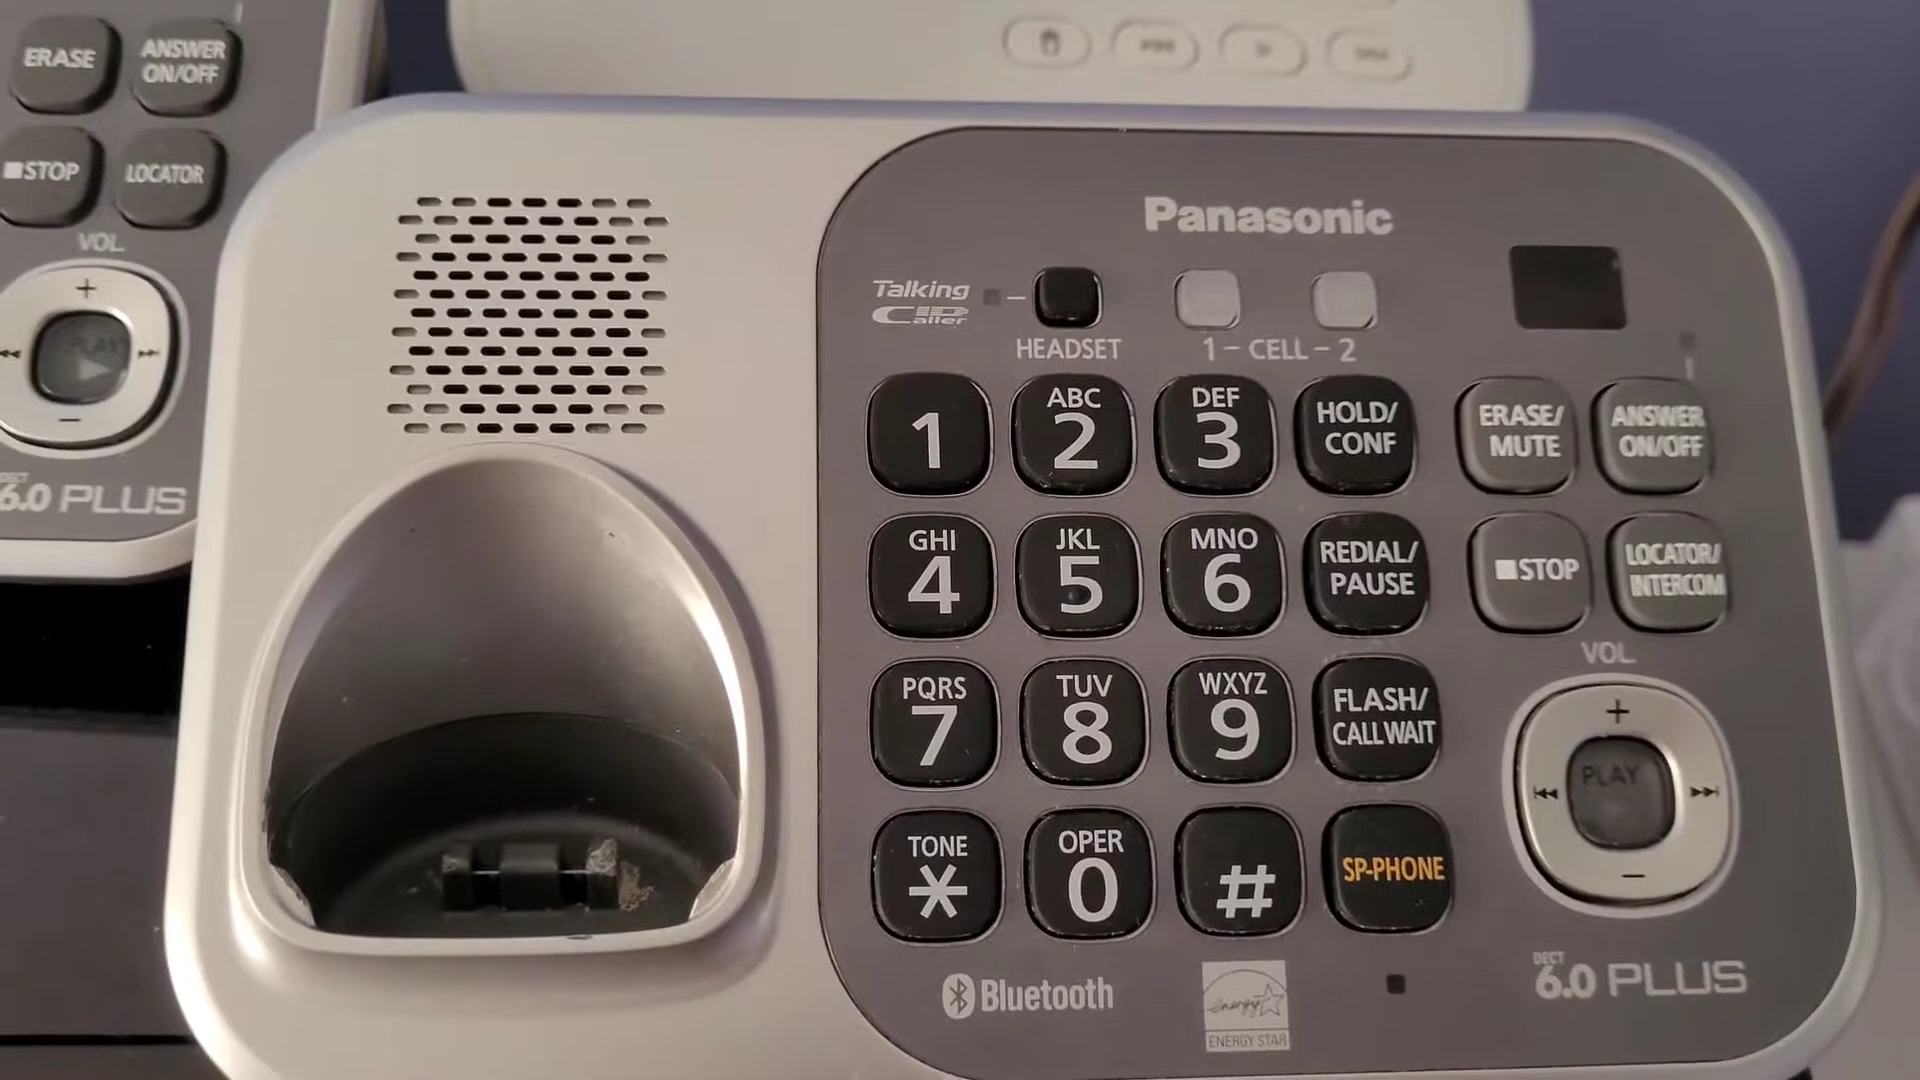 ERASE
ANSWER
ON/OFF
■STOP
LOCATOR
VOL.
+
PLAY
−
DECT
6.0 PLUS
Panasonic
Talking
Caller ID
HEADSET
1 – CELL – 2
1
ABC
2
DEF
3
HOLD/
CONF
ERASE/
MUTE
ANSWER
ON/OFF
GHI
4
JKL
5
MNO
6
REDIAL/
PAUSE
■STOP
LOCATOR/
INTERCOM
PQRS
7
TUV
8
WXYZ
9
FLASH/
CALL WAIT
VOL.
+
PLAY
−
TONE
*
OPER
0
#
SP-PHONE
Bluetooth
energy
ENERGY STAR
DECT
6.0 PLUS